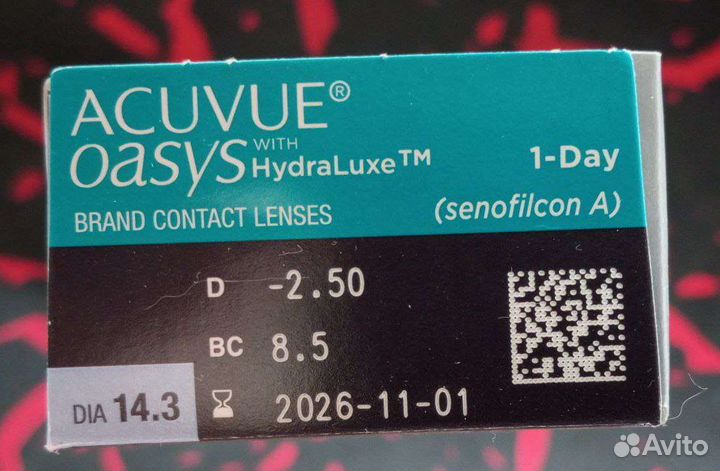 ACUVUE®
oasys WITH HydraLuxe™ 1-Day
BRAND CONTACT LENSES (senofilcon A)
D -2.50
BC 8.5
DIA 14.3 2026-11-01
Avito